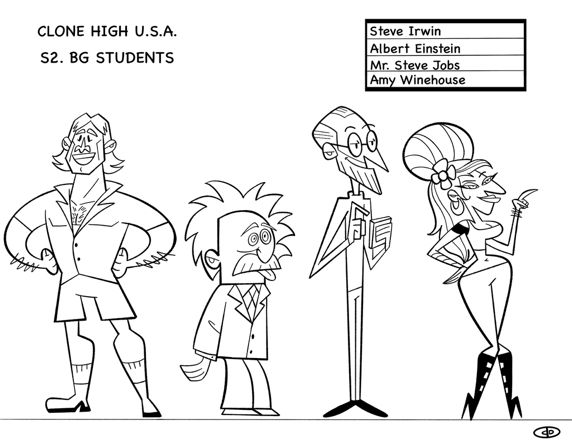 CLONE HIGH U.S.A.
S2. BG STUDENTS
Steve Irwin
Albert Einstein
Mr. Steve Jobs
Amy Winehouse